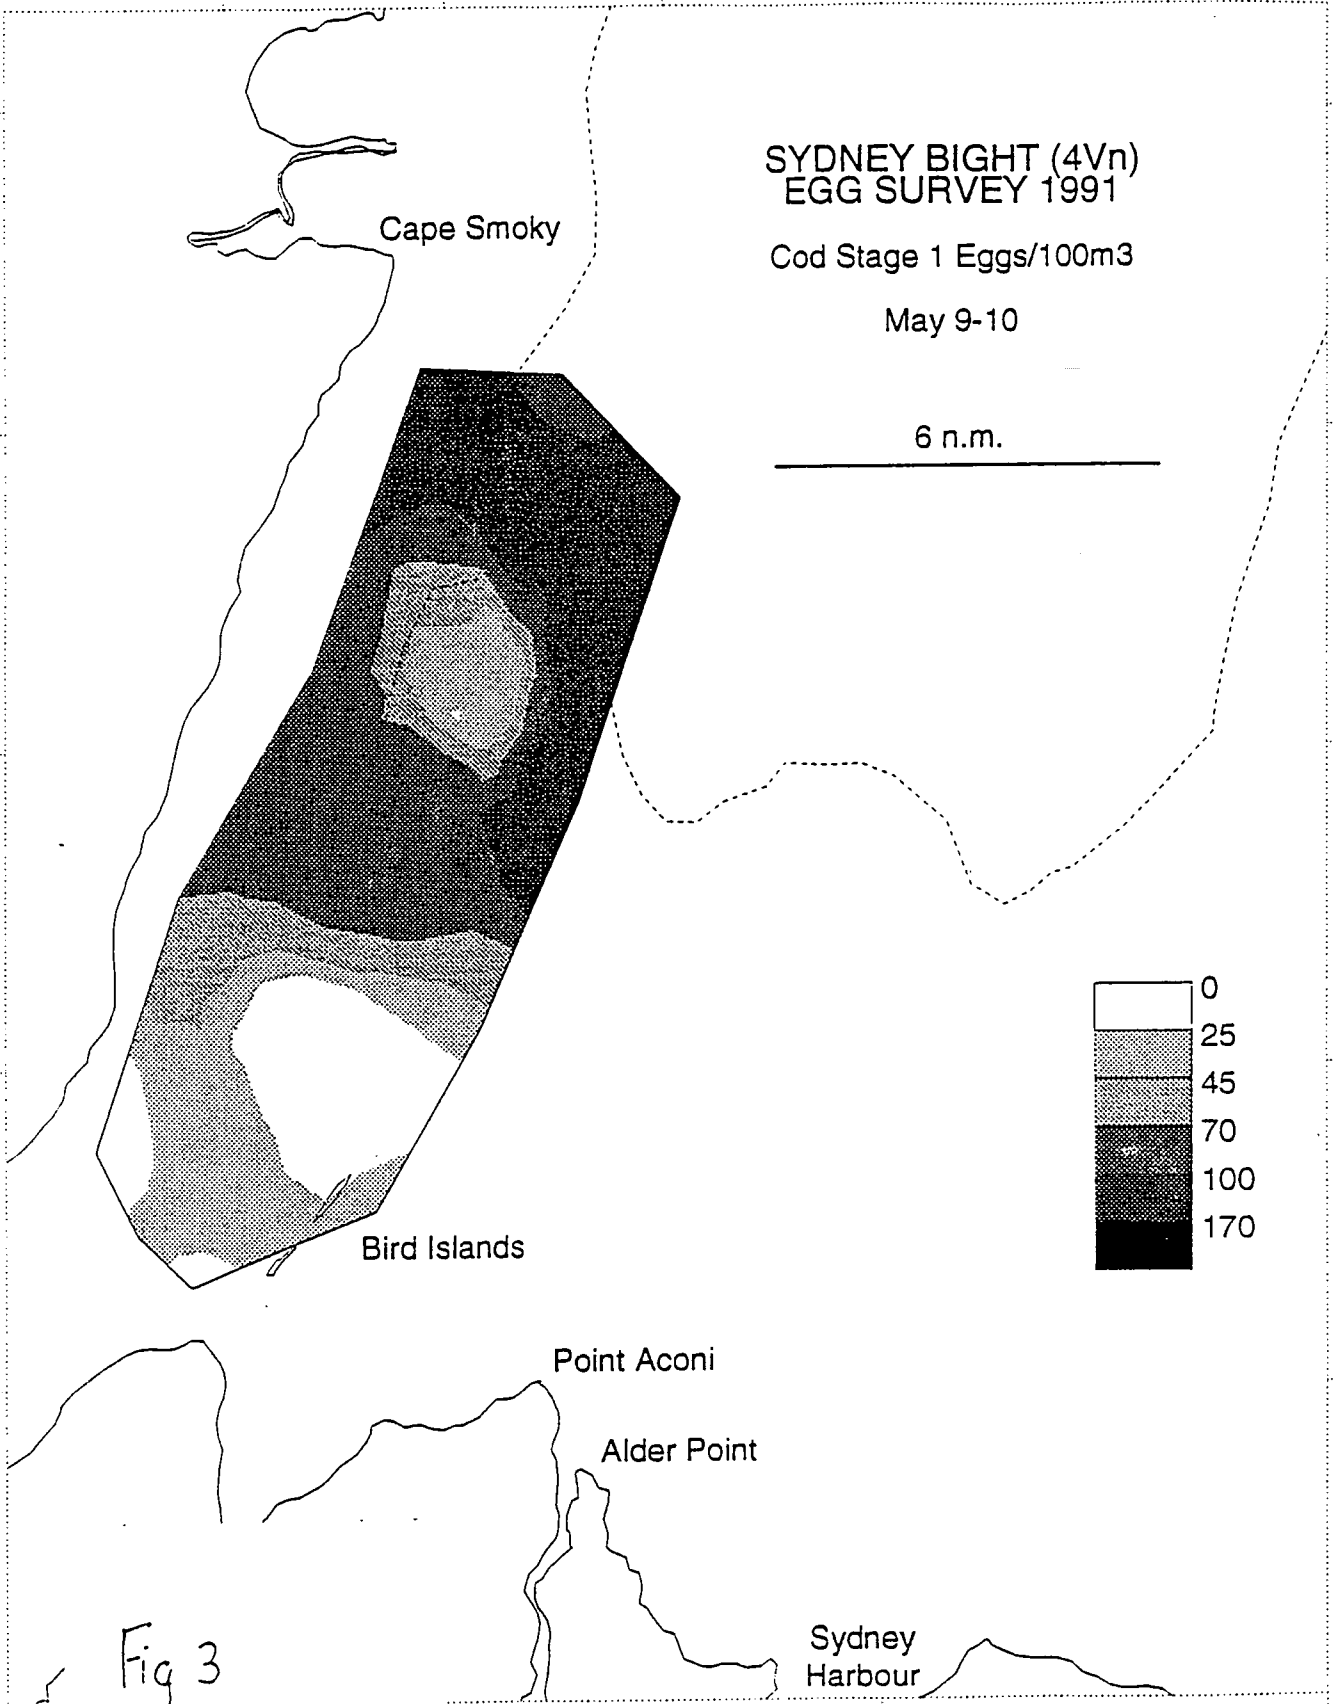 SYDNEY BIGHT (4Vn)
EGG SURVEY 1991
Cape Smoky
Cod Stage 1 Eggs/100m3
May 9-10
6 n.m.
0
25
45
70
100
170
Bird Islands
Point Aconi
Alder Point
Sydney
Harbour
Fig 3